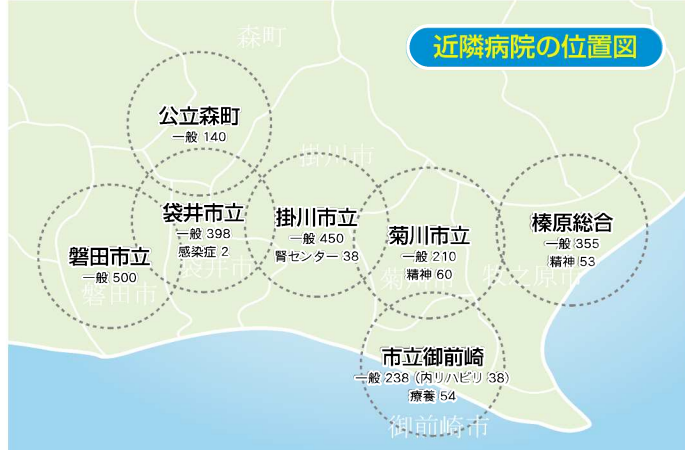 近隣病院の位置図
森町
公立森町
一般 140
掛川市
袋井市立
一般 398
感染症 2
掛川市立
一般 450
腎センター 38
菊川市立
一般 210
精神 60
榛原総合
一般 355
精神 53
磐田市立
一般 500
磐田市
袋井市
菊川市
牧之原市
市立御前崎
一般 238（内リハビリ 38）
療養 54
御前崎市